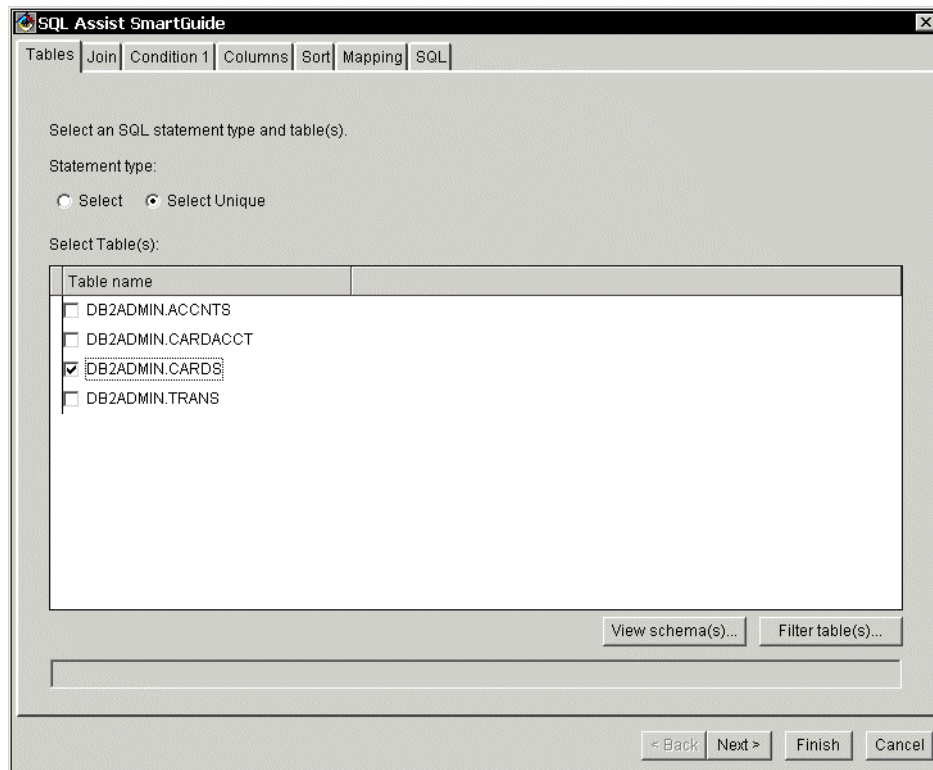 SQL Assist SmartGuide
Tables Join Condition 1 Columns Sort Mapping SQL
Select an SQL statement type and table(s).
Statement type:
Select Select Unique
Select Table(s):
Table name
DB2ADMIN.ACCNTS
DB2ADMIN.CARDACCT
DB2ADMIN.CARDS
DB2ADMIN.TRANS
View schema(s)... Filter table(s)...
< Back Next > Finish Cancel